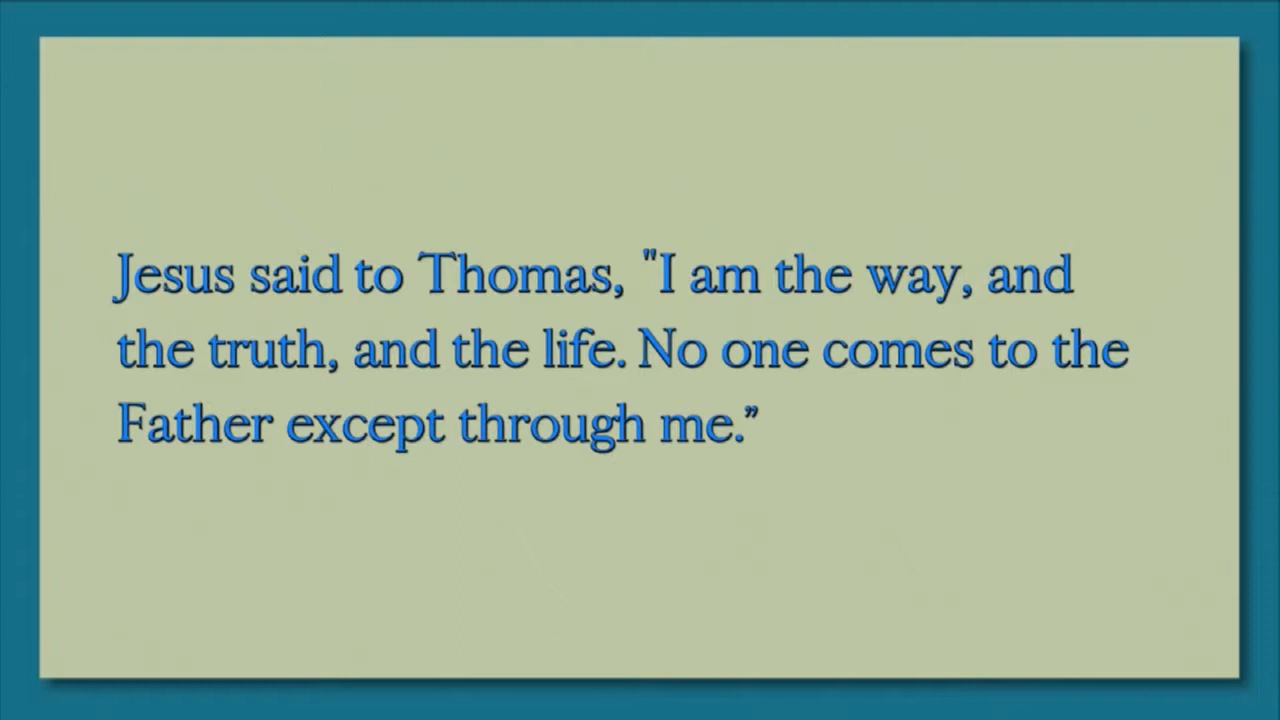 Jesus said to Thomas, "I am the way, and
the truth, and the life. No one comes to the
Father except through me.”